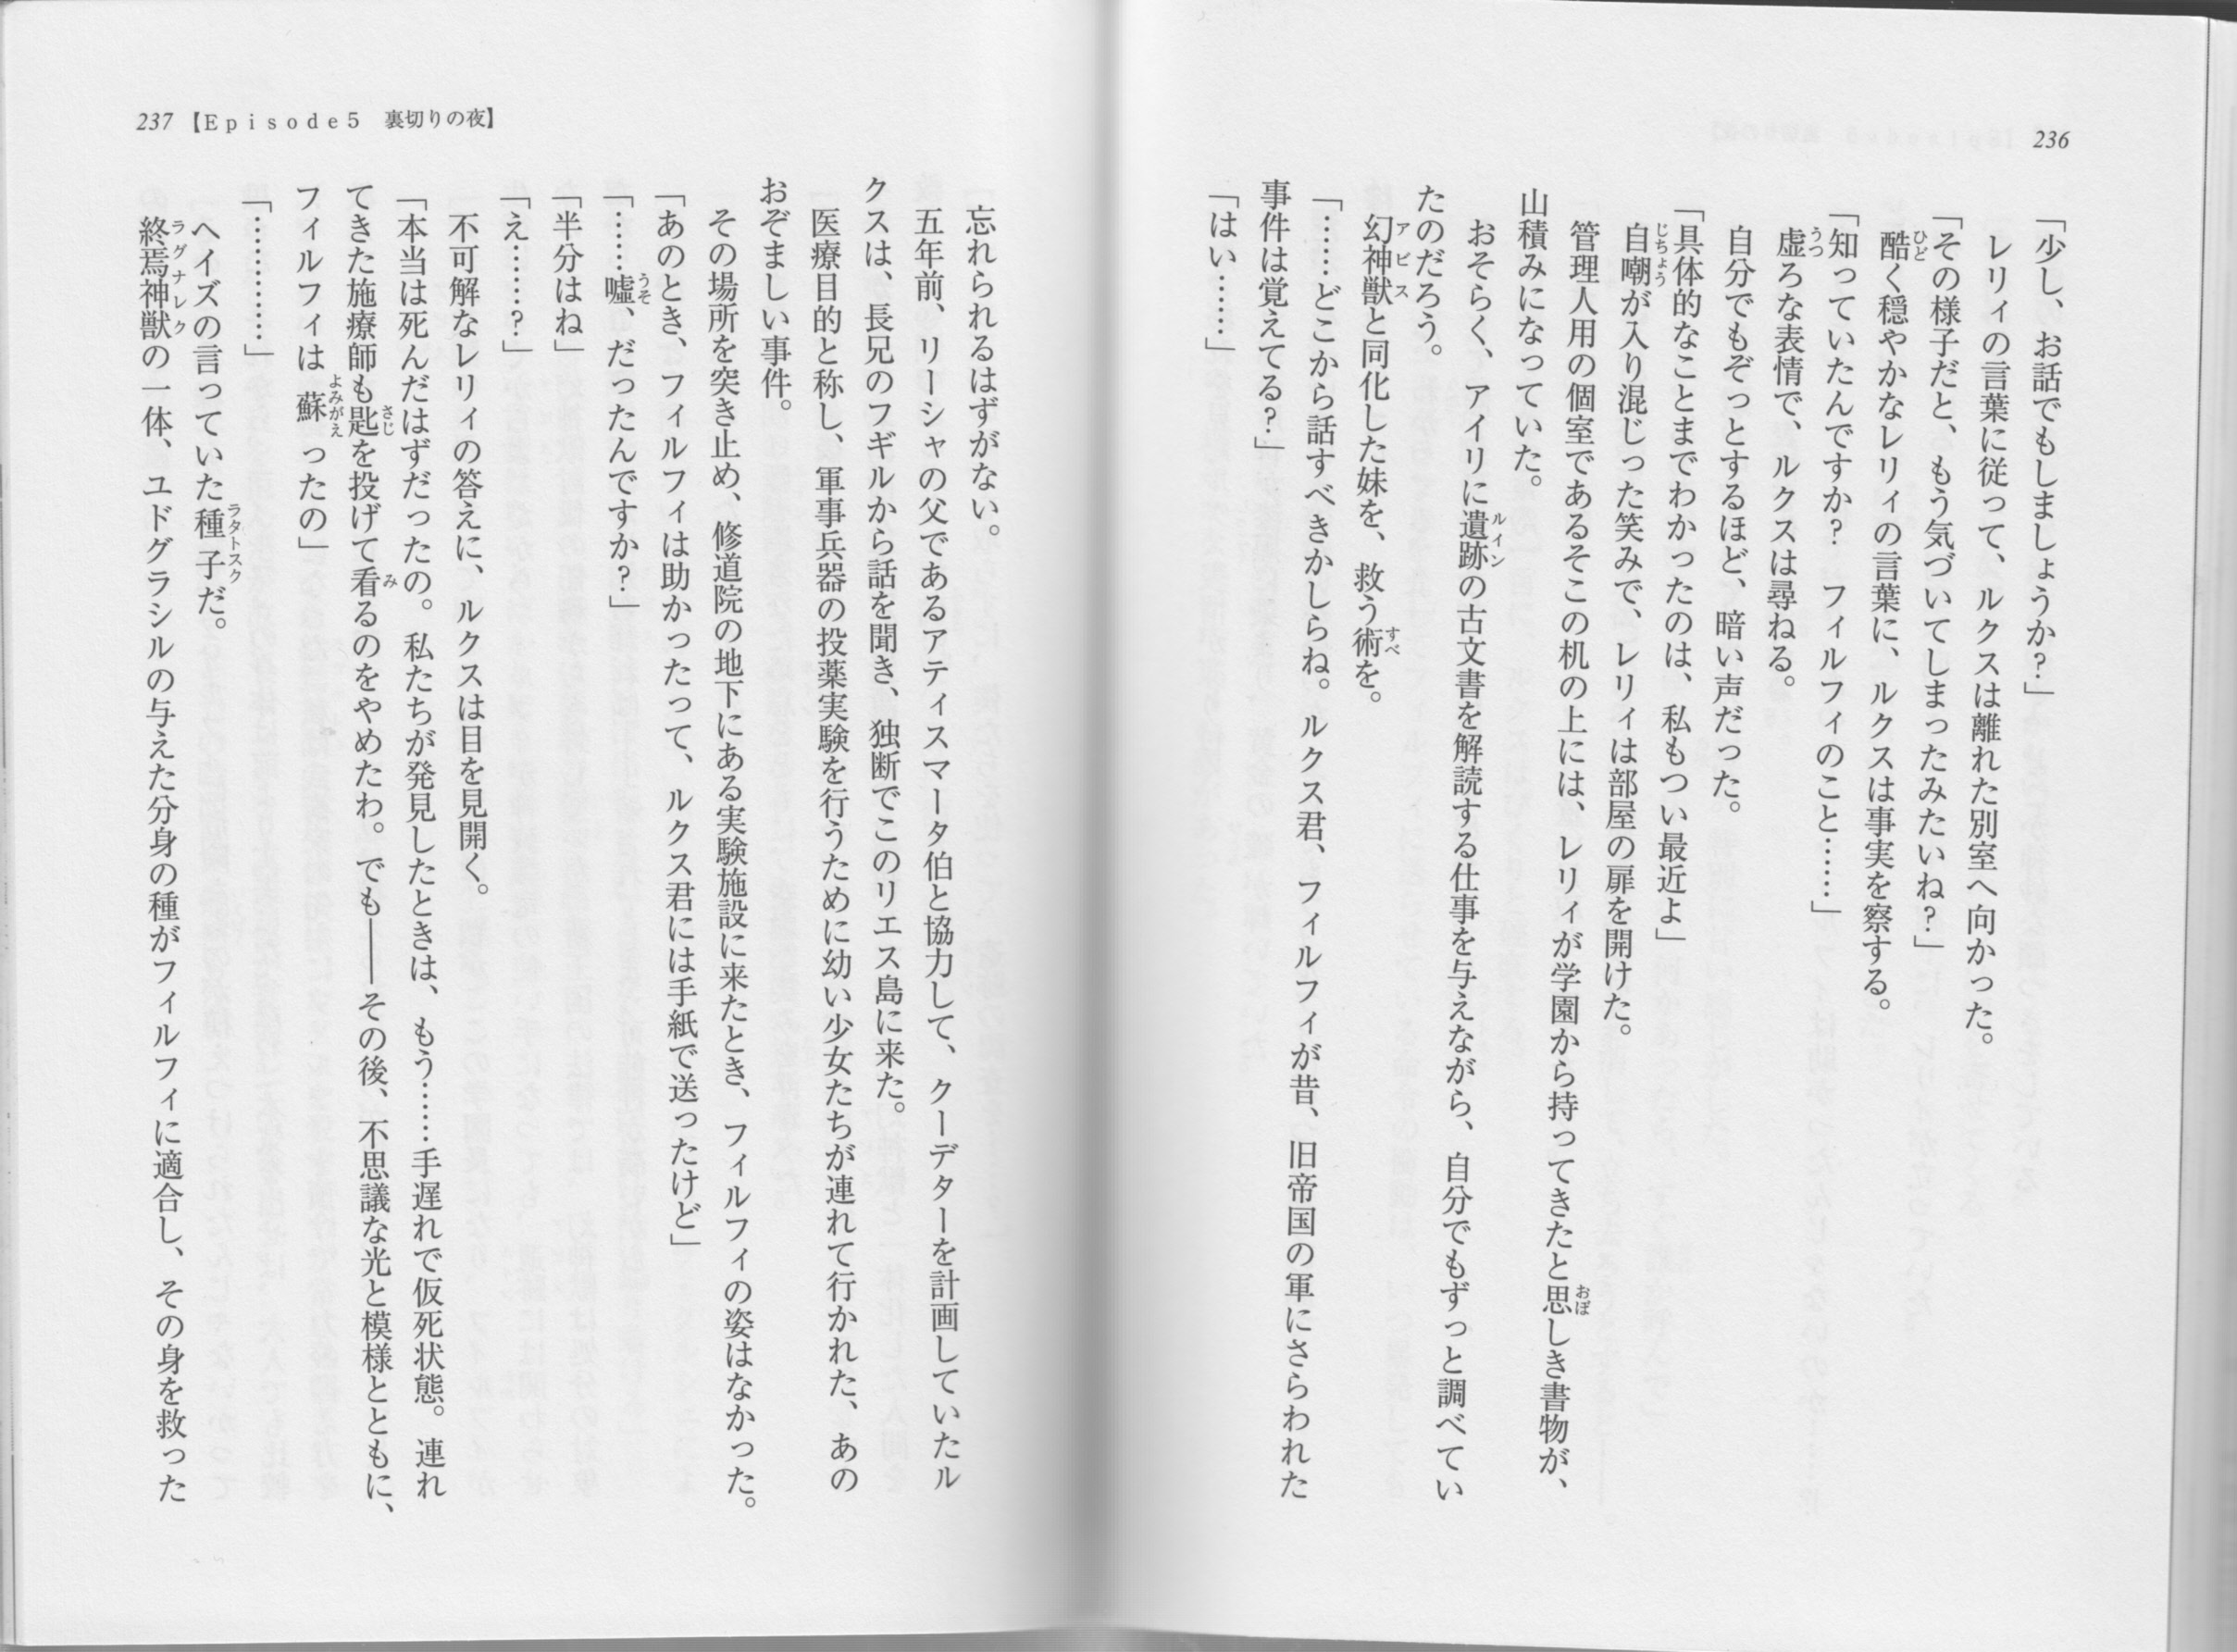 236
「少し、お話でもしましょうか？」
レリィの言葉に従って、ルクスは離れた別室へ向かった。
「その様子だと、もう気づいてしまったみたいね？」
酷く穏やかなレリィの言葉に、ルクスは事実を察する。
「知っていたんですか？　フィルフィのこと……」
虚ろな表情で、ルクスは尋ねる。
自分でもぞっとするほど、暗い声だった。
「具体的なことまでわかったのは、私もつい最近よ」
自嘲が入り混じった笑みで、レリィは部屋の扉を開けた。
管理人用の個室であるそこの机の上には、レリィが学園から持ってきたと思しき書物が、
山積みになっていた。
おそらく、アイリに遺跡の古文書を解読する仕事を与えながら、自分でもずっと調べてい
たのだろう。
幻神獣と同化した妹を、救う術を。
「……どこから話すべきかしらね。ルクス君、フィルフィが昔、旧帝国の軍にさらわれた
事件は覚えてる？」
「はい……」
237【Episode5　裏切りの夜】
忘れられるはずがない。
五年前、リーシャの父であるアティスマータ伯と協力して、クーデターを計画していたル
クスは、長兄のフギルから話を聞き、独断でこのリエス島に来た。
医療目的と称し、軍事兵器の投薬実験を行うために幼い少女たちが連れて行かれた、あの
おぞましい事件。
その場所を突き止め、修道院の地下にある実験施設に来たとき、フィルフィの姿はなかった。
「あのとき、フィルフィは助かったって、ルクス君には手紙で送ったけど」
「……嘘、だったんですか？」
「半分はね」
「え………？」
不可解なレリィの答えに、ルクスは目を見開く。
「本当は死んだはずだったの。私たちが発見したときは、もう……手遅れで仮死状態。連れ
てきた施療師も匙を投げて看るのをやめたわ。でも――その後、不思議な光と模様とともに、
フィルフィは蘇ったの」
「…………」
ヘイズの言っていた種子だ。
終焉神獣の一体、ユドグラシルの与えた分身の種がフィルフィに適合し、その身を救った